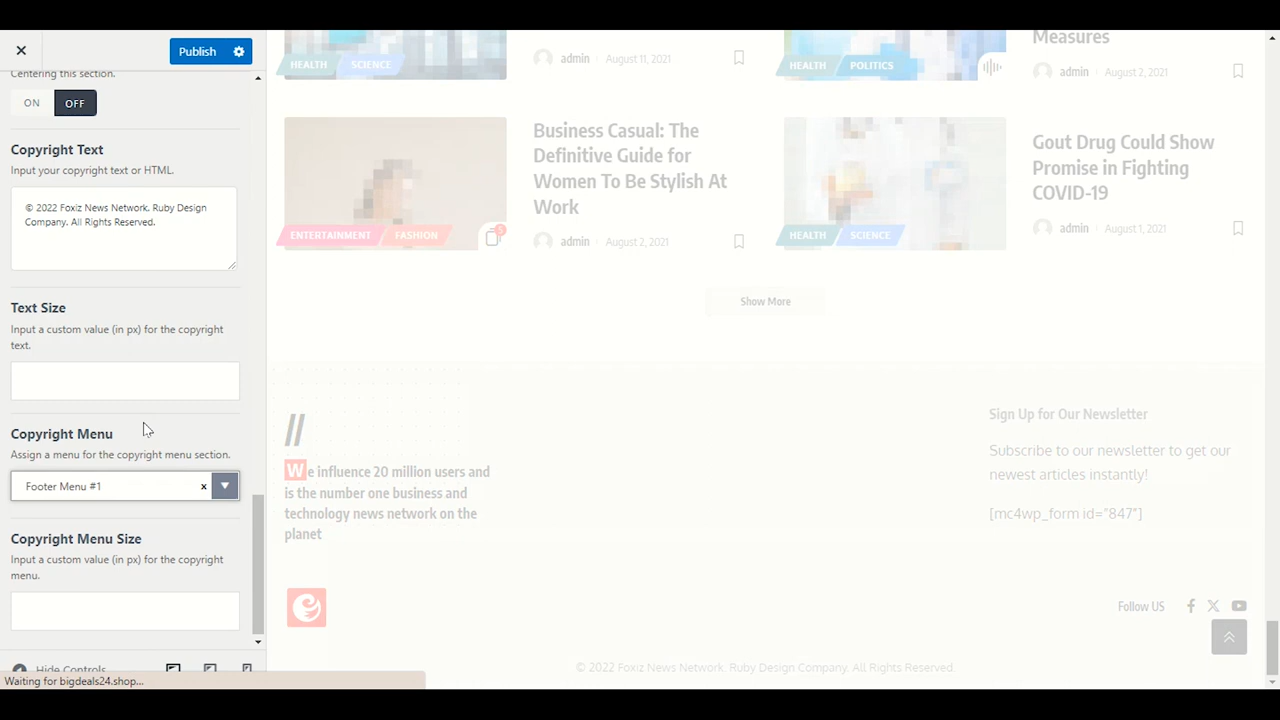 Publish
Centering this section.
ON
OFF
Copyright Text
Input your copyright text or HTML.
© 2022 Foxiz News Network. Ruby Design
Company. All Rights Reserved.
Text Size
Input a custom value (in px) for the copyright
text.
Copyright Menu
Assign a menu for the copyright menu section.
Footer Menu #1
x
Copyright Menu Size
Input a custom value (in px) for the copyright
menu.
Hide Controls
Waiting for bigdeals24.shop...
HEALTH
SCIENCE
admin
August 11, 2021
HEALTH
POLITICS
Measures
admin
August 2, 2021
ENTERTAINMENT
FASHION
5
Business Casual: The
Definitive Guide for
Women To Be Stylish At
Work
admin
August 2, 2021
HEALTH
SCIENCE
Gout Drug Could Show
Promise in Fighting
COVID-19
admin
August 1, 2021
Show More
//
We influence 20 million users and
is the number one business and
technology news network on the
planet
Sign Up for Our Newsletter
Subscribe to our newsletter to get our
newest articles instantly!
[mc4wp_form id="847"]
Follow US
© 2022 Foxiz News Network. Ruby Design Company. All Rights Reserved.